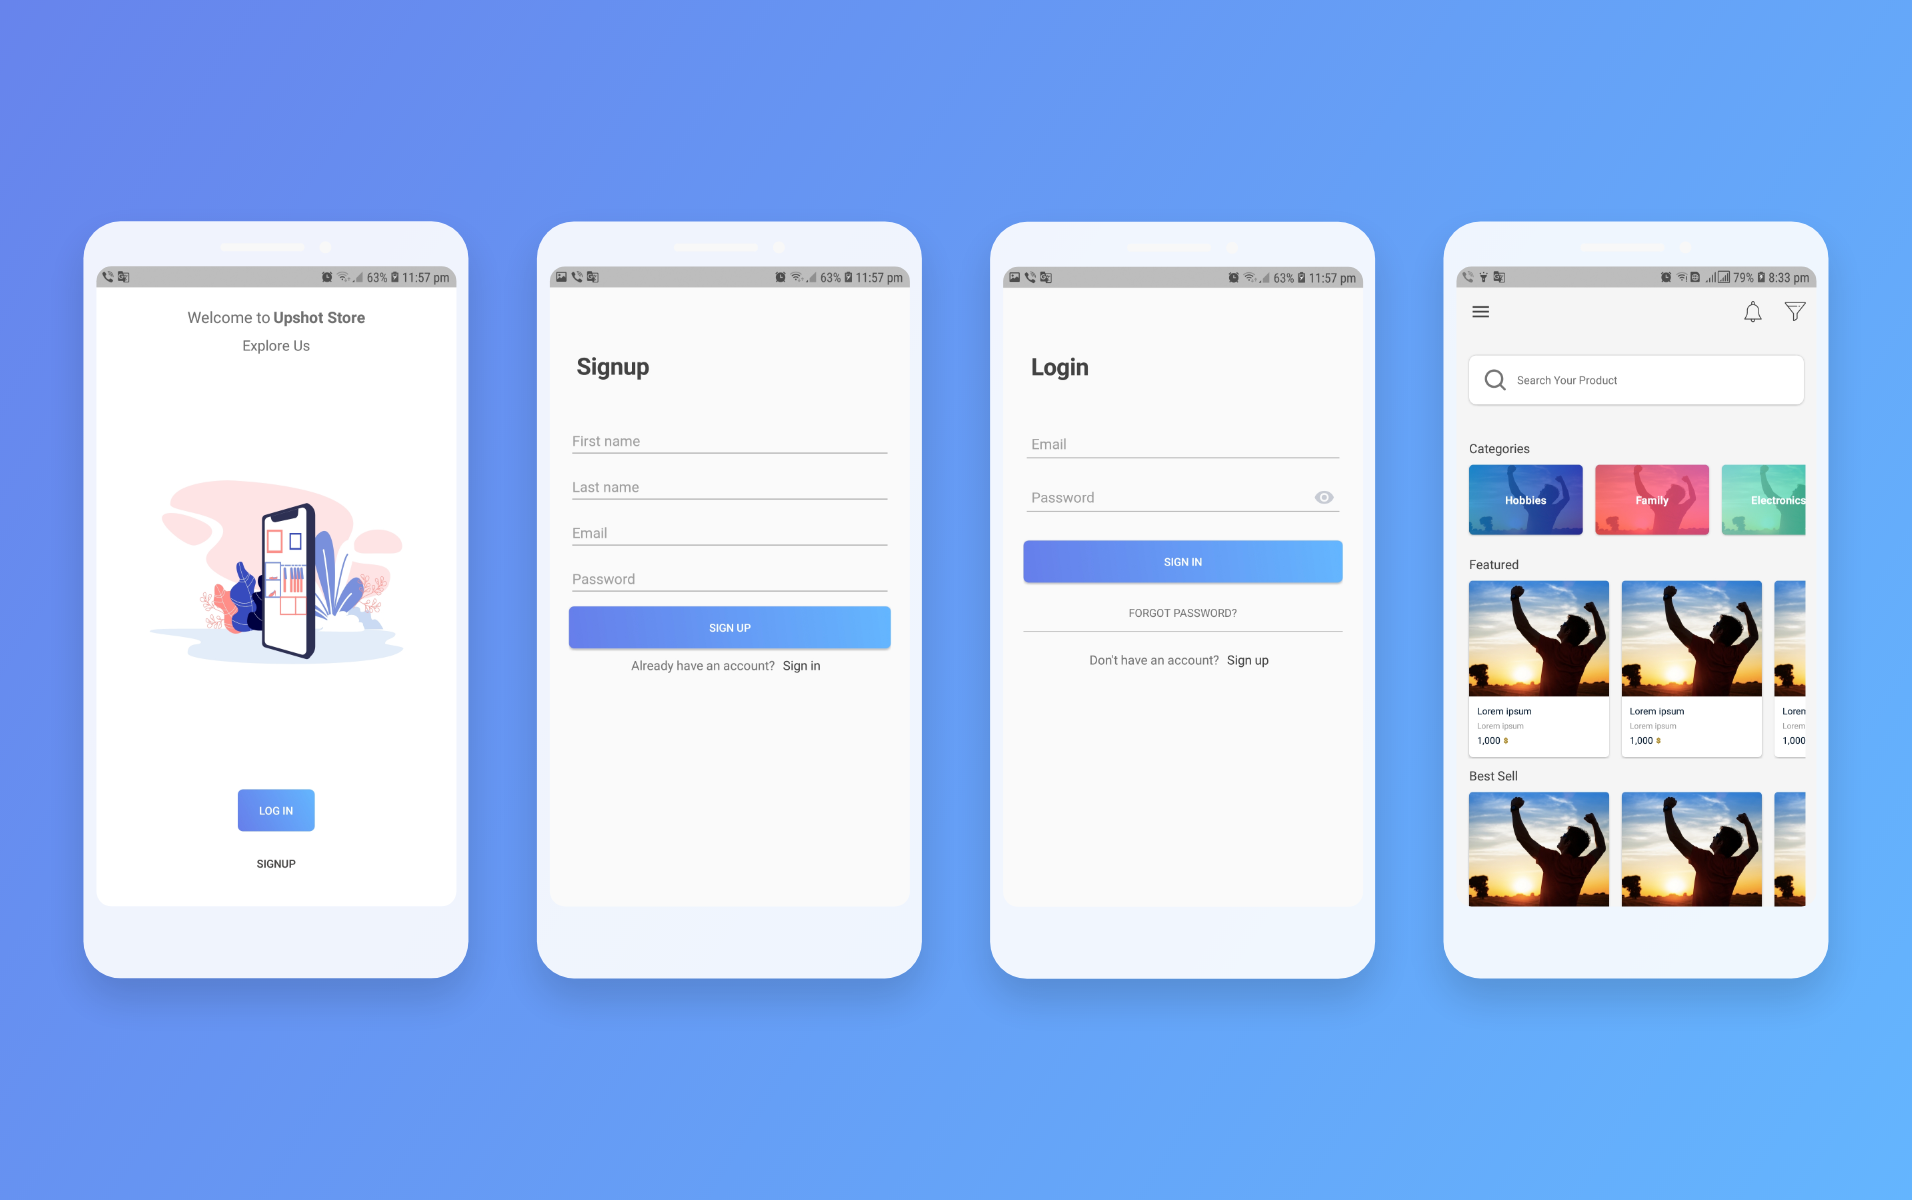 63% 11:57 pm
Welcome to Upshot Store
Explore Us
LOG IN
SIGNUP
63% 11:57 pm
Signup
First name
Last name
Email
Password
SIGN UP
Already have an account? Sign in
63% 11:57 pm
Login
Email
Password
SIGN IN
FORGOT PASSWORD?
Don't have an account? Sign up
79% 8:33 pm
Search Your Product
Categories
Hobbies Family Electronics
Featured
Lorem ipsum Lorem ipsum Lorem
Lorem ipsum Lorem ipsum Lorem
1,000 $ 1,000 $ 1,000
Best Sell